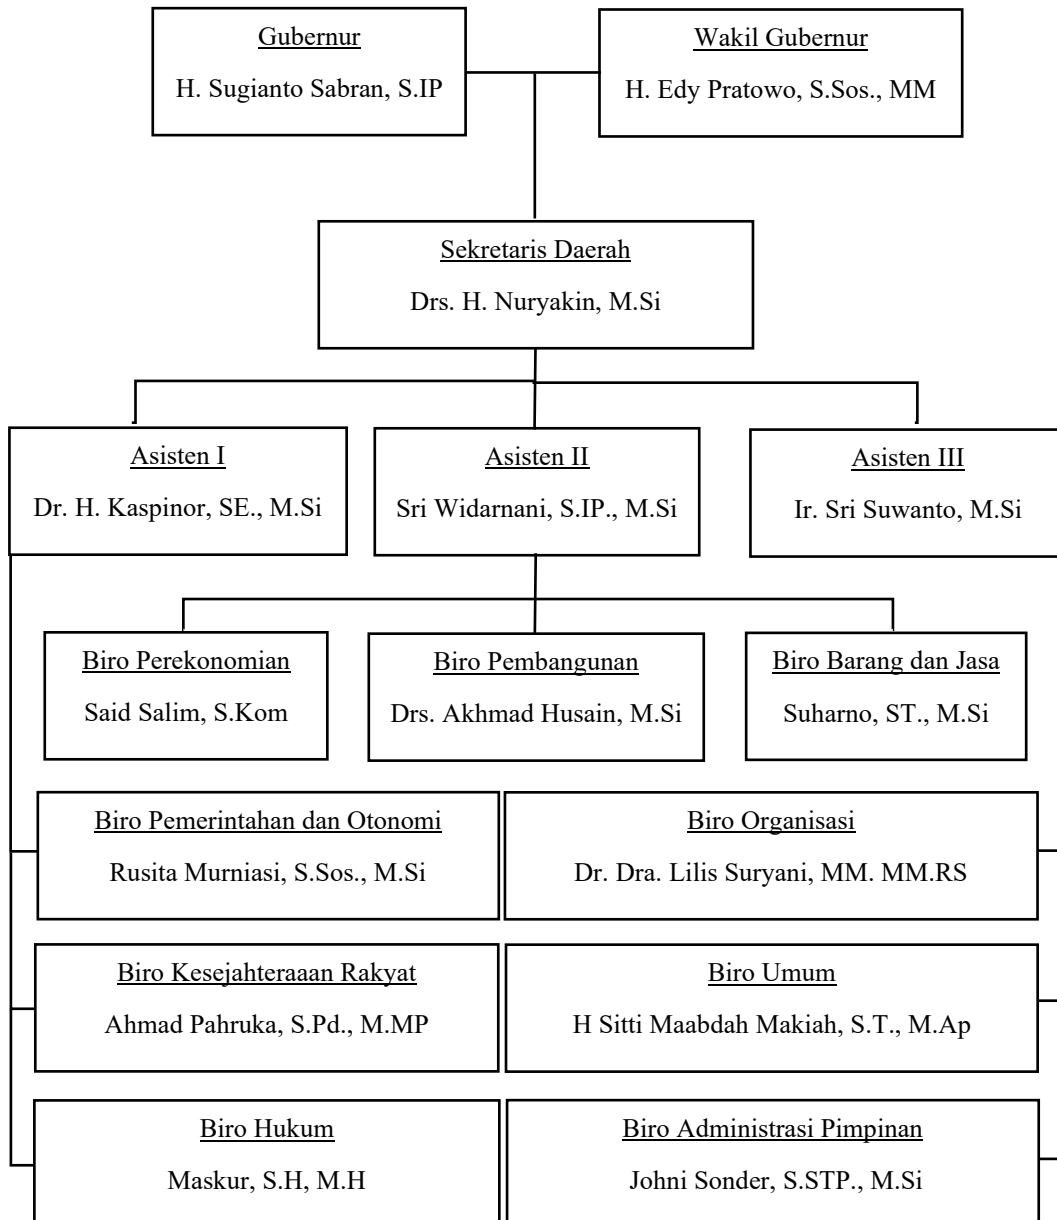 Gubernur
H. Sugianto Sabran, S.IP
Wakil Gubernur
H. Edy Pratowo, S.Sos., MM
Sekretaris Daerah
Drs. H. Nuryakin, M.Si
Asisten I
Dr. H. Kaspinor, SE., M.Si
Asisten II
Sri Widarnani, S.IP., M.Si
Asisten III
Ir. Sri Suwanto, M.Si
Biro Perekonomian
Said Salim, S.Kom
Biro Pembangunan
Drs. Akhmad Husain, M.Si
Biro Barang dan Jasa
Suharno, ST., M.Si
Biro Pemerintahan dan Otonomi
Rusita Murniasi, S.Sos., M.Si
Biro Organisasi
Dr. Dra. Lilis Suryani, MM. MM.RS
Biro Kesejahteraaan Rakyat
Ahmad Pahruka, S.Pd., M.MP
Biro Umum
H Sitti Maabdah Makiah, S.T., M.Ap
Biro Hukum
Maskur, S.H, M.H
Biro Administrasi Pimpinan
Johni Sonder, S.STP., M.Si